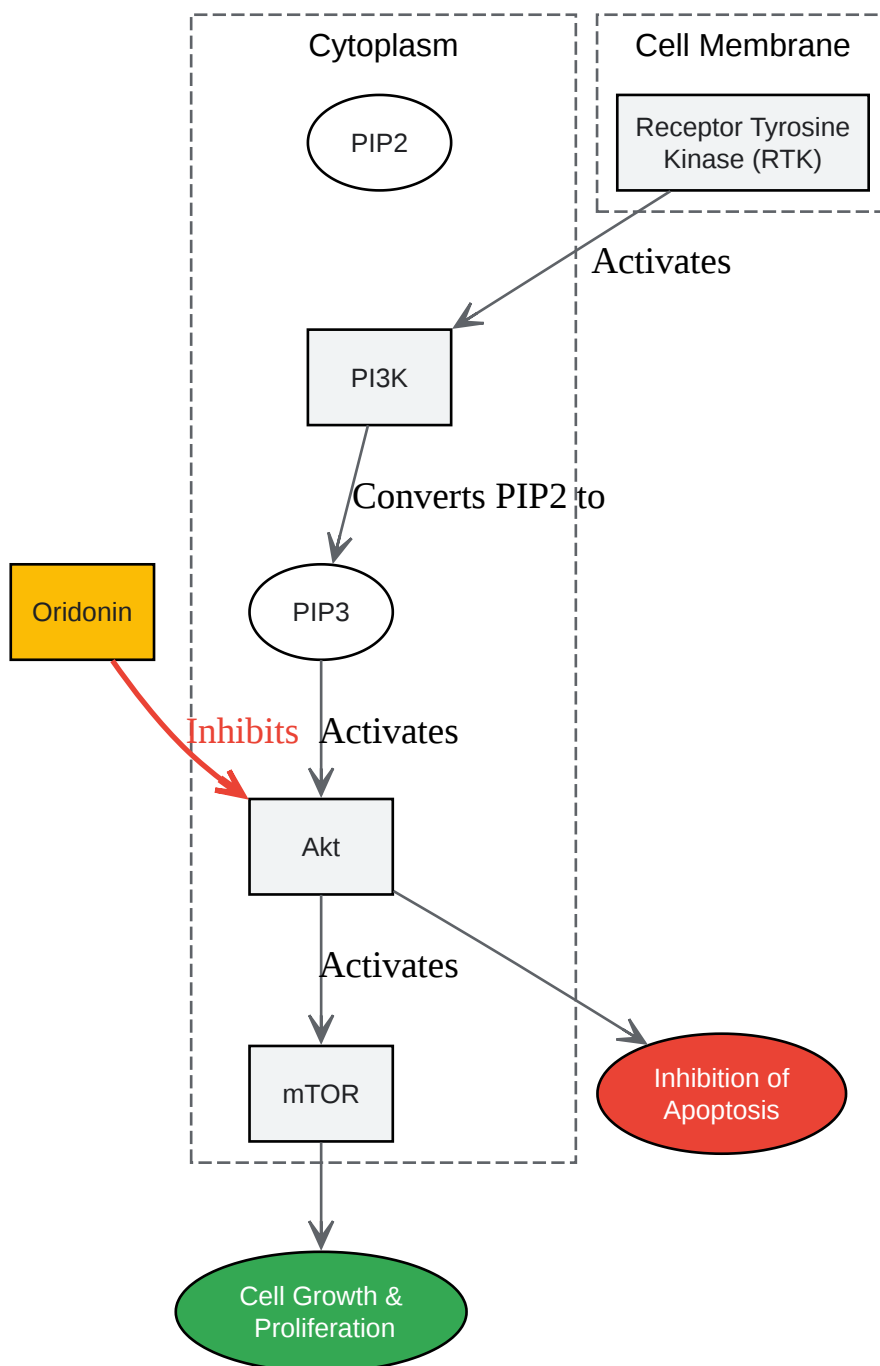 Cytoplasm
Cell Membrane
PIP2
Receptor Tyrosine
Kinase (RTK)
Activates
PI3K
Converts PIP2 to
Oridonin
PIP3
Inhibits
Activates
Akt
Activates
mTOR
Inhibition of
Apoptosis
Cell Growth &
Proliferation